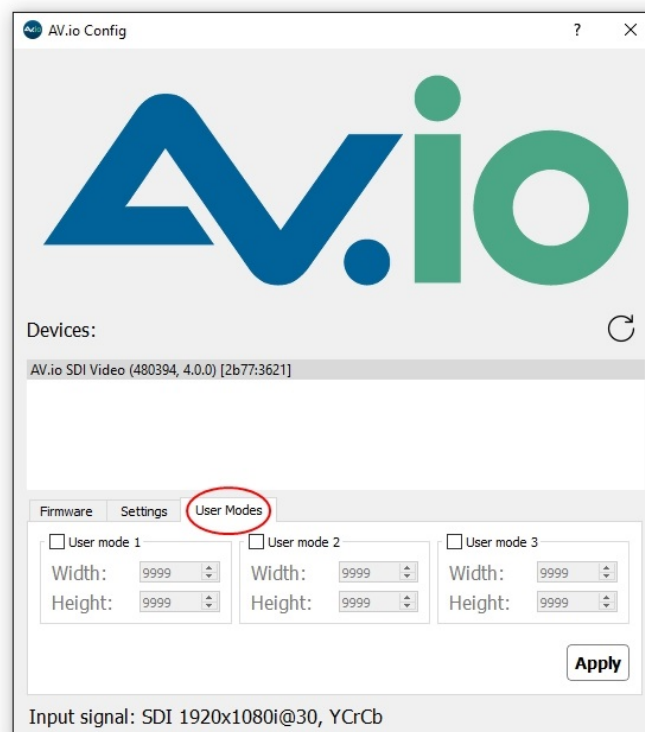 AV.io Config ?
AV.io
Devices:
AV.io SDI Video (480394, 4.0.0) [2b77:3621]
Firmware Settings User Modes
User mode 1 User mode 2 User mode 3
Width: 9999 Width: 9999 Width: 9999
Height: 9999 Height: 9999 Height: 9999
Apply
Input signal: SDI 1920x1080i@30, YCrCb